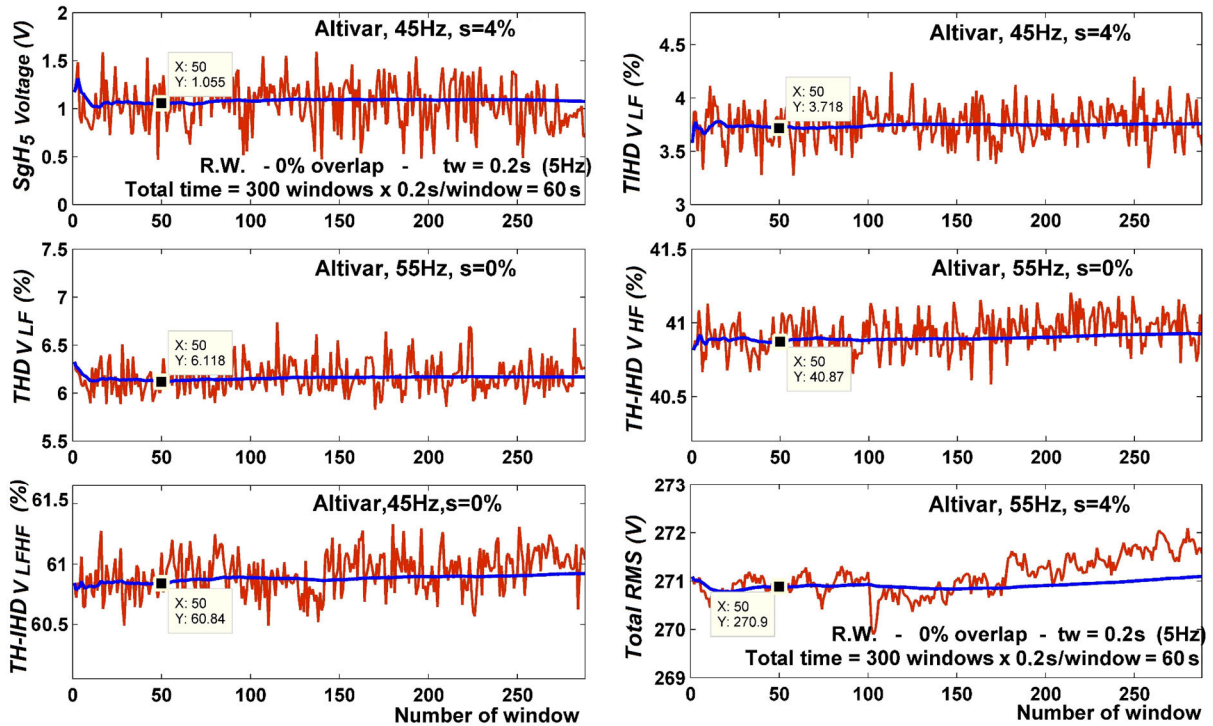 Altivar, 45Hz, s=4%
SgH5 Voltage (V)
2
1.5
1
0.5
0
X: 50
Y: 1.055
R.W. - 0% overlap - tw = 0.2s (5Hz)
Total time = 300 windows x 0.2s/window = 60s
0 50 100 150 200 250
Altivar, 45Hz, s=4%
TIHD V LF (%)
4.5
4
3.5
3
X: 50
Y: 3.718
0 50 100 150 200 250
Altivar, 55Hz, s=0%
THD V LF (%)
7.5
7
6.5
6
5.5
X: 50
Y: 6.118
0 50 100 150 200 250
Altivar, 55Hz, s=0%
TH-IHD V HF (%)
41.5
41
40.5
X: 50
Y: 40.87
0 50 100 150 200 250
Altivar,45Hz,s=0%
TH-IHD V LFHF (%)
61.5
61
60.5
X: 50
Y: 60.84
0 50 100 150 200 250
Number of window
Altivar, 55Hz, s=4%
Total RMS (V)
273
272
271
270
269
X: 50
Y: 270.9
R.W. - 0% overlap - tw = 0.2s (5Hz)
Total time = 300 windows x 0.2s/window = 60s
0 50 100 150 200 250
Number of window